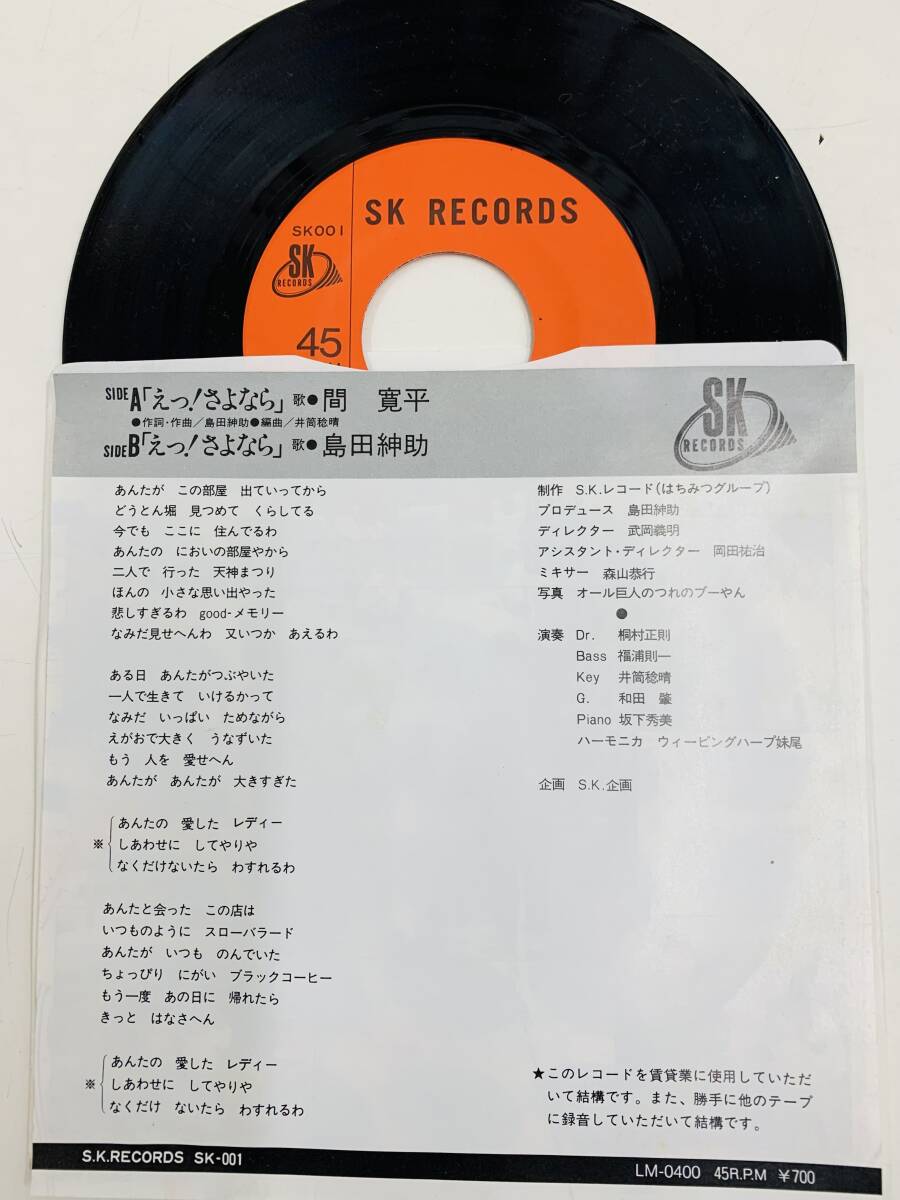 SK RECORDS
SK001
SK
RECORDS
45
SIDE A「えっ!さよなら」 歌●間 寛平
●作詞・作曲/島田紳助●編曲/井筒稔晴
SIDE B「えっ!さよなら」 歌●島田紳助
SK
RECORDS
あんたが この部屋 出ていってから
どうとん堀 見つめて くらしてる
今でも ここに 住んでるわ
あんたの においの部屋やから
二人で 行った 天神まつり
ほんの 小さな思い出やった
悲しすぎるわ good-メモリー
なみだ見せへんわ 又いつか あえるわ
ある日 あんたがつぶやいた
一人で生きて いけるかって
なみだ いっぱい ためながら
えがおで大きく うなずいた
もう 人を 愛せへん
あんたが あんたが 大きすぎた
あんたの 愛した レディー
※ しあわせに してやりや
なくだけないたら わすれるわ
あんたと会った この店は
いつものように スローバラード
あんたが いつも のんでいた
ちょっぴり にがい ブラックコーヒー
もう一度 あの日に 帰れたら
きっと はなさへん
あんたの 愛した レディー
※ しあわせに してやりや
なくだけ ないたら わすれるわ
制作 S.K.レコード(はちみつグループ)
プロデュース 島田紳助
ディレクター 武岡義明
アシスタント・ディレクター 岡田祐治
ミキサー 森山恭行
写真 オール巨人のつれのブーやん
●
演奏 Dr. 桐村正則
Bass 福浦則一
Key 井筒稔晴
G. 和田 肇
Piano 坂下秀美
ハーモニカ ウィーピングハープ妹尾
企画 S.K.企画
★このレコードを賃貸業に使用していただ
いて結構です。また、勝手に他のテープ
に録音していただいて結構です。
S.K.RECORDS SK-001
LM-0400 45R.P.M ¥700